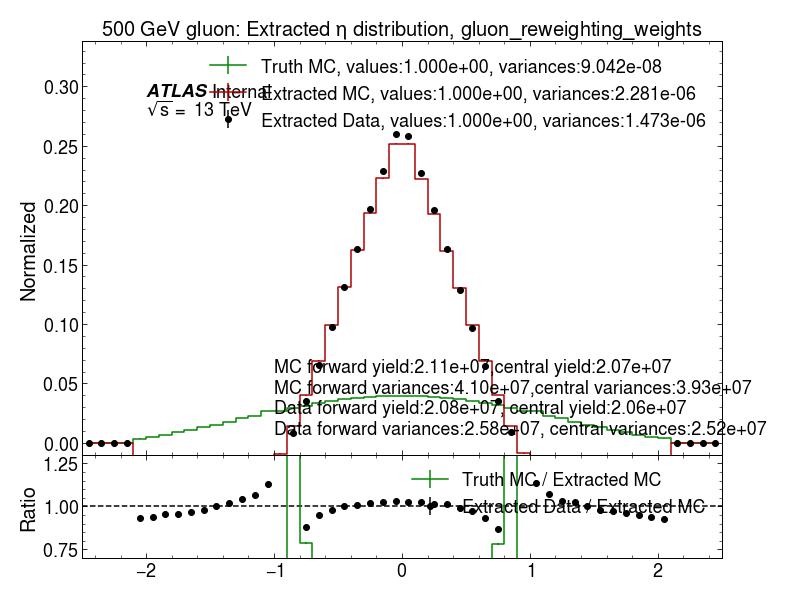 500 GeV gluon: Extracted η distribution, gluon_reweighting_weights
Truth MC, values:1.000e+00, variances:9.042e-08
ATLAS Internal
Extracted MC, values:1.000e+00, variances:2.281e-06
√s = 13 TeV
Extracted Data, values:1.000e+00, variances:1.473e-06
Normalized
0.30
0.25
0.20
0.15
0.10
0.05
0.00
MC forward yield:2.11e+07,central yield:2.07e+07
MC forward variances:4.10e+07,central variances:3.93e+07
Data forward yield:2.08e+07, central yield:2.06e+07
Data forward variances:2.58e+07, central variances:2.52e+07
Ratio
1.25
1.00
0.75
Truth MC / Extracted MC
Extracted Data / Extracted MC
−2 −1 0 1 2